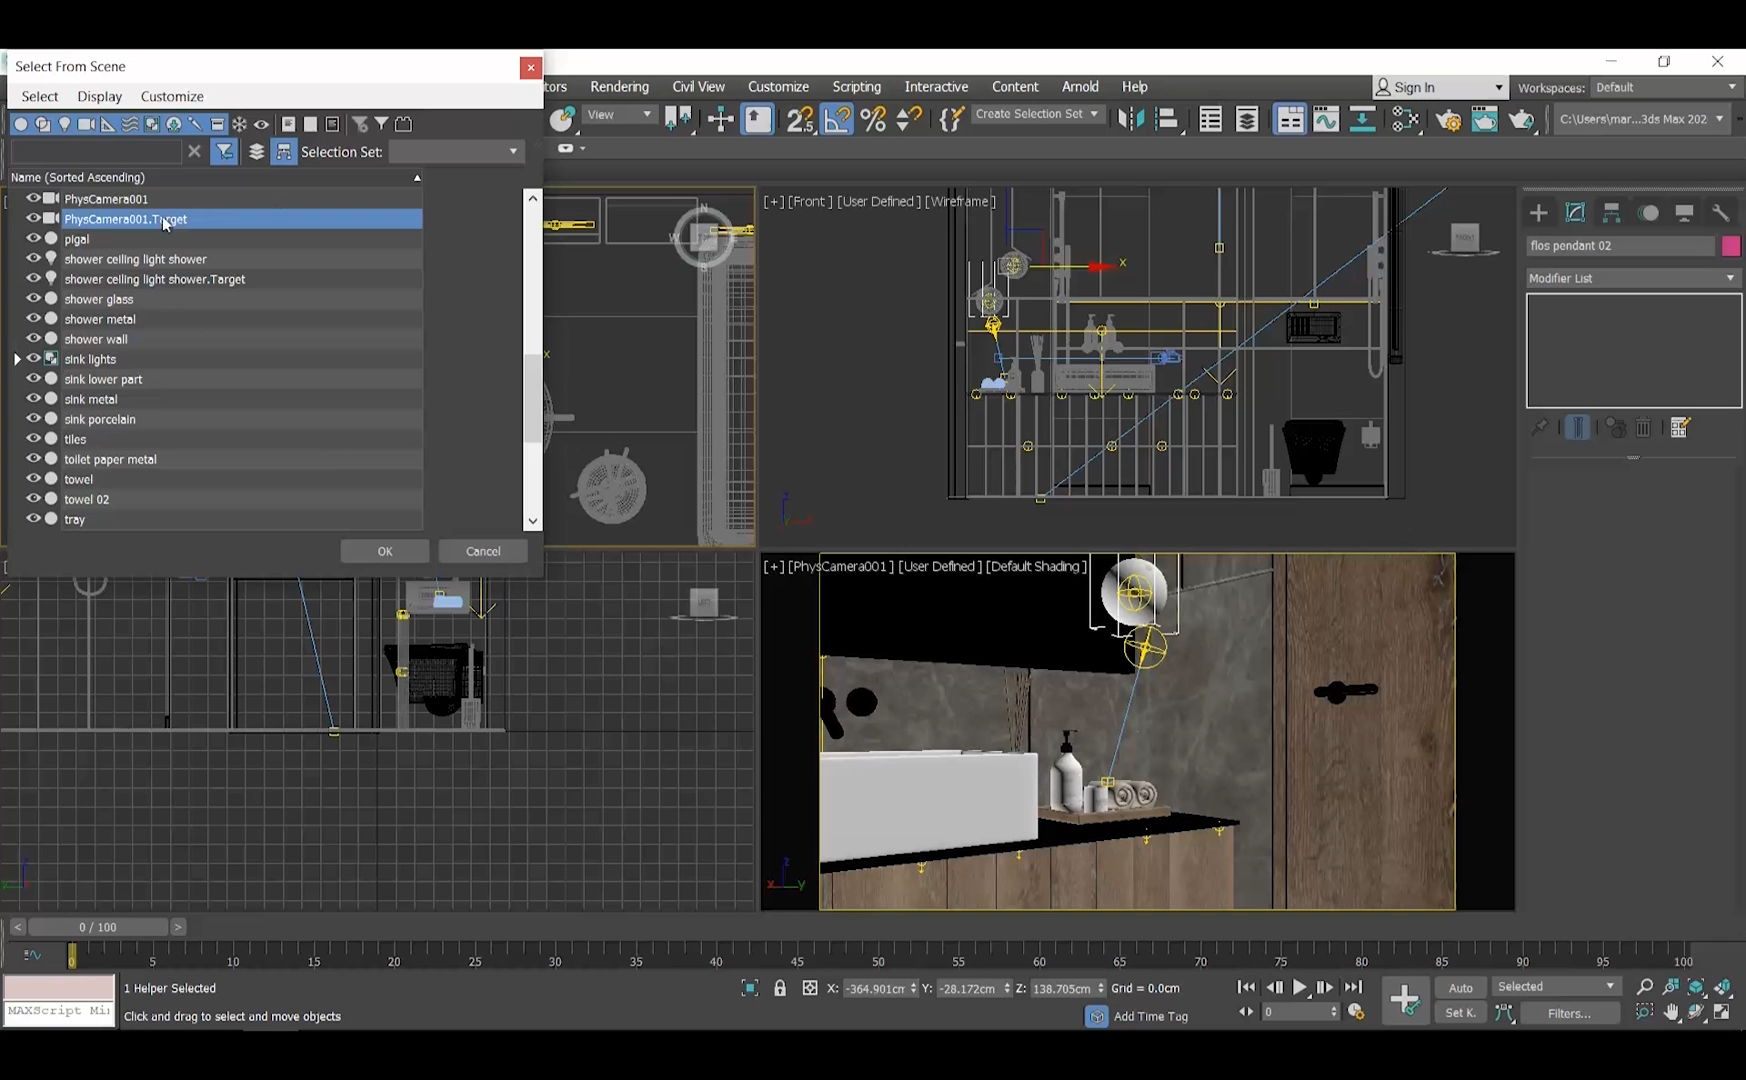 Select From Scene
Select Display Customize
tors Rendering Civil View Customize Scripting Interactive Content Arnold Help
Sign In Workspaces: Default
View Create Selection Set C:\Users\mar...3ds Max 202
Selection Set:
Name (Sorted Ascending)
PhysCamera001
PhysCamera001.Target
pigal
shower ceiling light shower
shower ceiling light shower.Target
shower glass
shower metal
shower wall
sink lights
sink lower part
sink metal
sink porcelain
tiles
toilet paper metal
towel
towel 02
tray
OK Cancel
N
W
S
x
[+] [Front ] [User Defined ] [Wireframe ]
FRONT
x
z
flos pendant 02
Modifier List
LEFT
z
y
[+] [PhysCamera001 ] [User Defined ] [Default Shading ]
z
x y
< 0 / 100 >
0 5 10 15 20 25 30 35 40 45 50 55 60 65 70 75 80 85 90 95 100
1 Helper Selected
X: -364.901cm Y: -28.172cm Z: 138.705cm Grid = 0.0cm
Auto Selected
MAXScript Mi:
Click and drag to select and move objects
Add Time Tag
0
Set K. Filters...